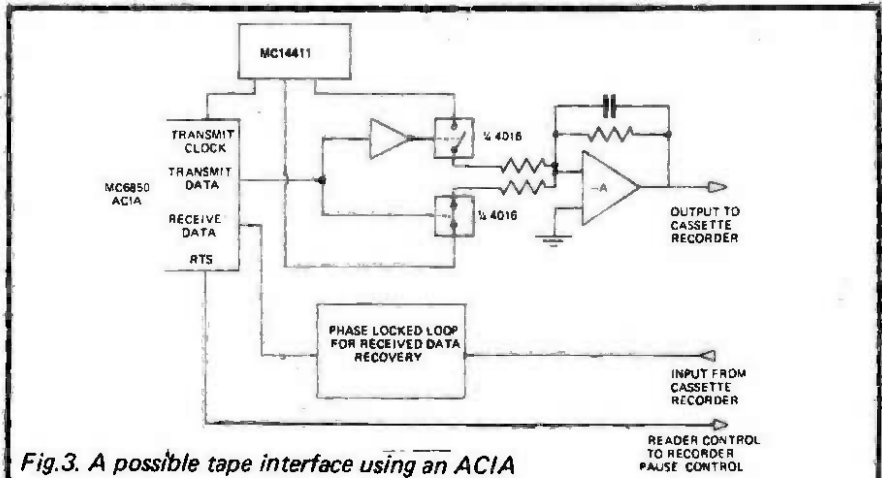 MC14411
TRANSMIT
CLOCK
TRANSMIT
DATA
MC6850
ACIA
RECEIVE
DATA
RTS
¼ 4016
¼ 4016
-A
OUTPUT TO
CASSETTE
RECORDER
PHASE LOCKED LOOP
FOR RECEIVED DATA
RECOVERY
INPUT FROM
CASSETTE
RECORDER
READER CONTROL
TO RECORDER
PAUSE CONTROL
Fig.3. A possible tape interface using an ACIA